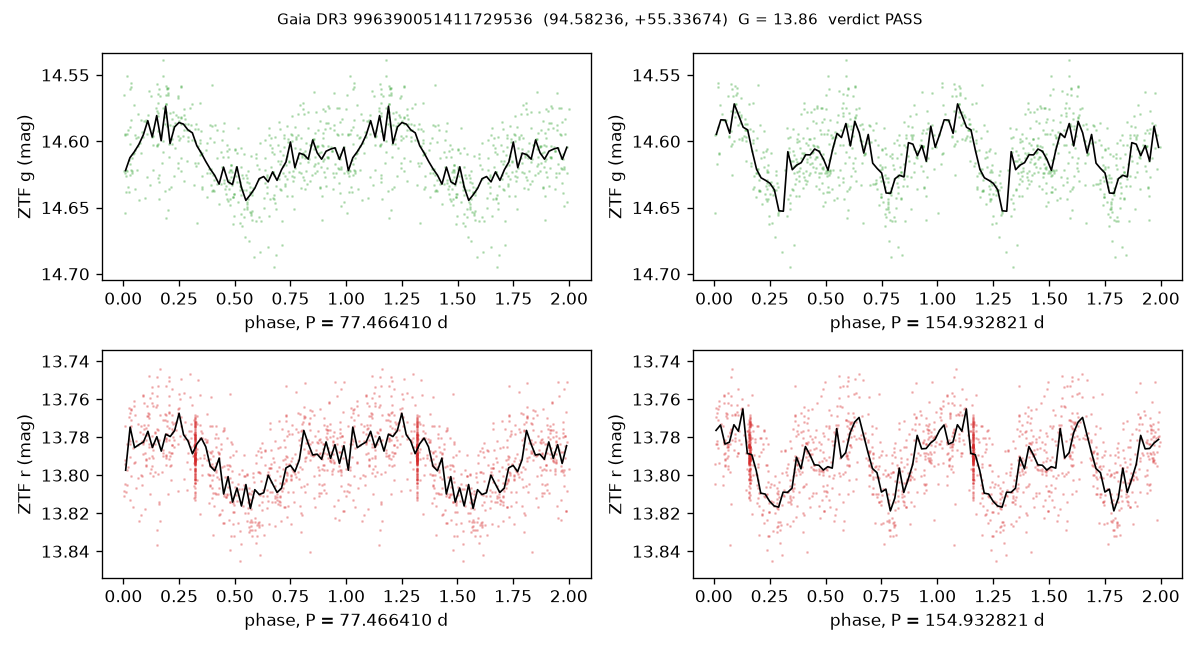 Gaia DR3 996390051411729536 (94.58236, +55.33674) G = 13.86 verdict PASS
ZTF g (mag)
14.55
14.60
14.65
14.70
0.00 0.25 0.50 0.75 1.00 1.25 1.50 1.75 2.00
phase, P = 77.466410 d
ZTF g (mag)
14.55
14.60
14.65
14.70
0.00 0.25 0.50 0.75 1.00 1.25 1.50 1.75 2.00
phase, P = 154.932821 d
ZTF r (mag)
13.74
13.76
13.78
13.80
13.82
13.84
0.00 0.25 0.50 0.75 1.00 1.25 1.50 1.75 2.00
phase, P = 77.466410 d
ZTF r (mag)
13.74
13.76
13.78
13.80
13.82
13.84
0.00 0.25 0.50 0.75 1.00 1.25 1.50 1.75 2.00
phase, P = 154.932821 d